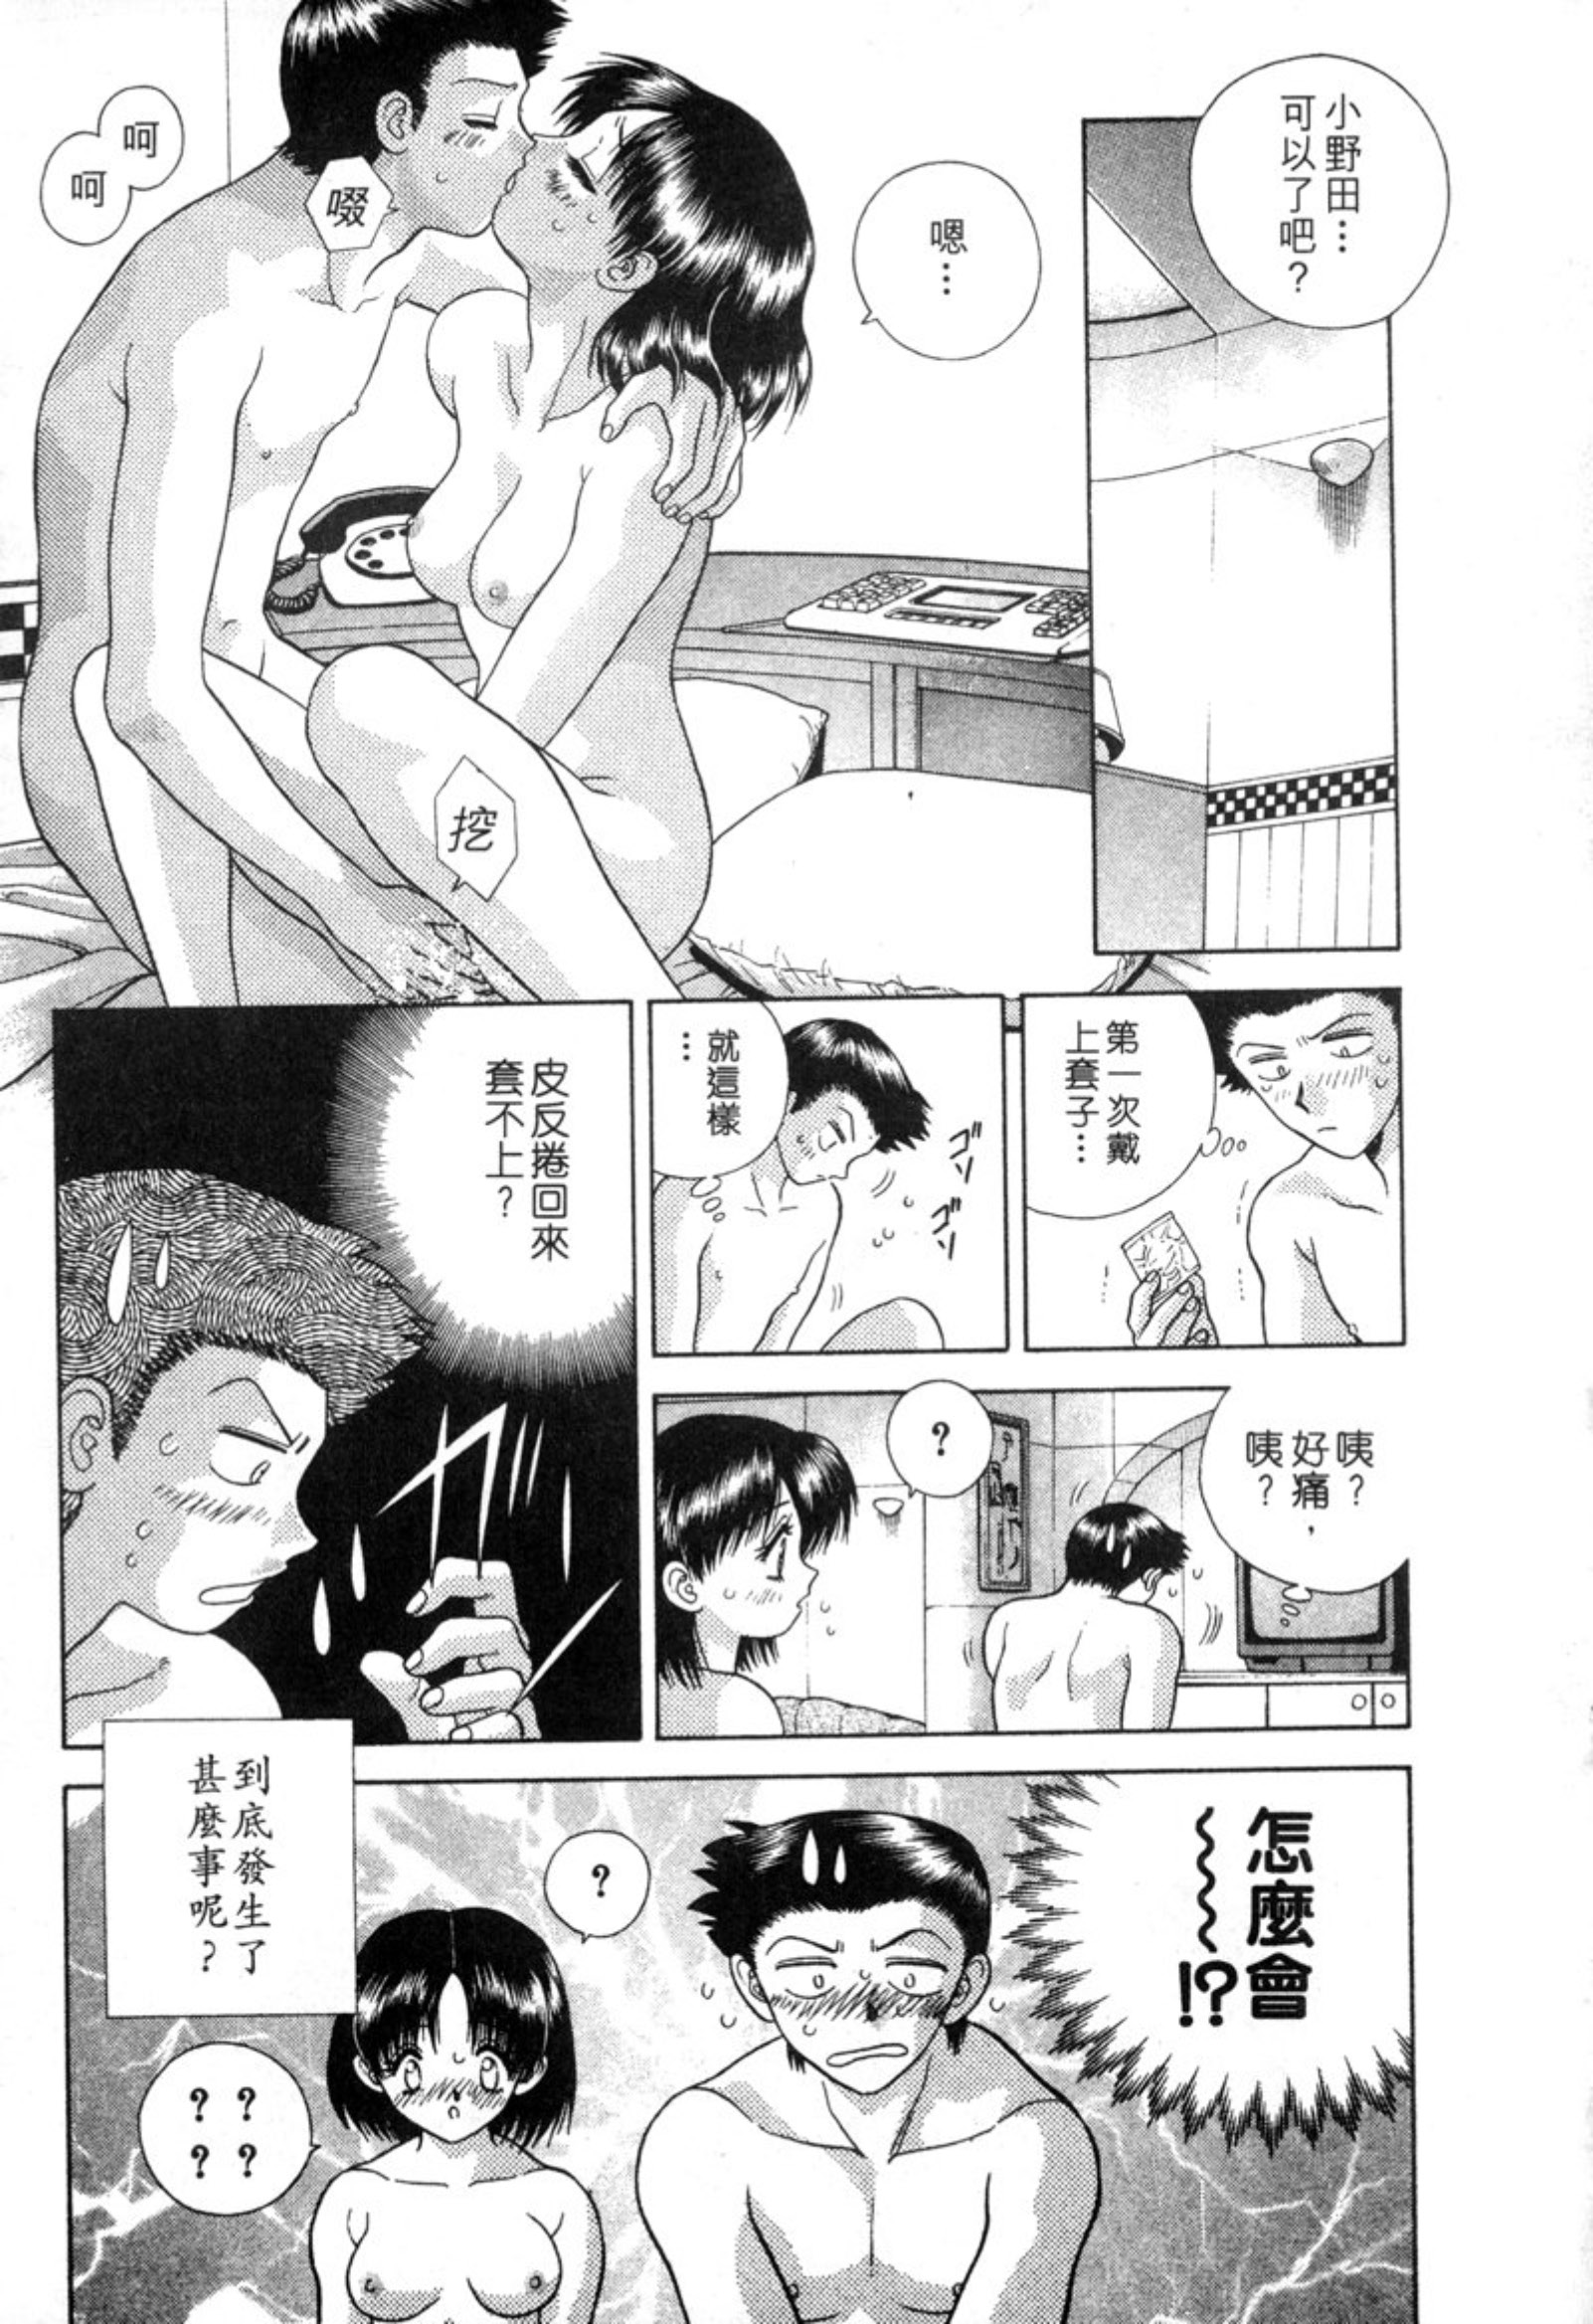 小野田⋯
可以了吧？
嗯⋯
啜
呵
呵
挖
第一次戴
上套子⋯
就這樣
⋯
ゴソ
ゴソ
皮反捲回來
套不上？
咦？
好痛，
咦？
？
怎麼會
〜〜〜!?
？
到底發生了
甚麼事呢？
？？
？？